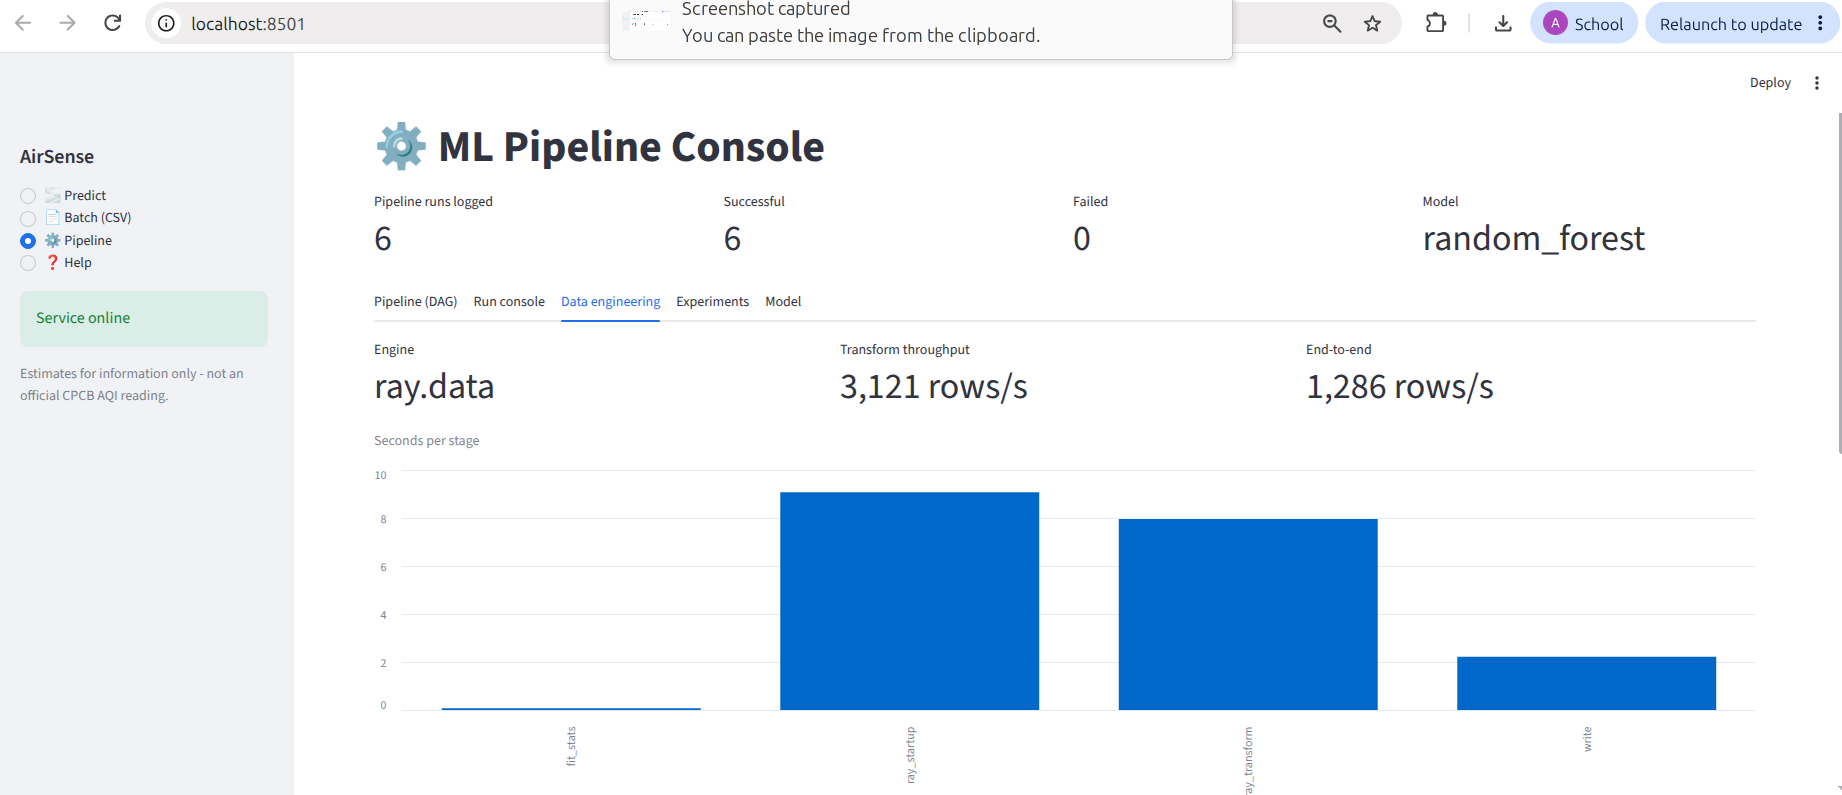 localhost:8501
Screenshot captured
You can paste the image from the clipboard.
A School
Relaunch to update
Deploy
AirSense
Predict
Batch (CSV)
Pipeline
Help
Service online
Estimates for information only - not an
official CPCB AQI reading.
ML Pipeline Console
Pipeline runs logged
6
Successful
6
Failed
0
Model
random_forest
Pipeline (DAG) Run console Data engineering Experiments Model
Engine
ray.data
Transform throughput
3,121 rows/s
End-to-end
1,286 rows/s
Seconds per stage
10
8
6
4
2
0
fit_stats
ray_startup
ray_transform
write